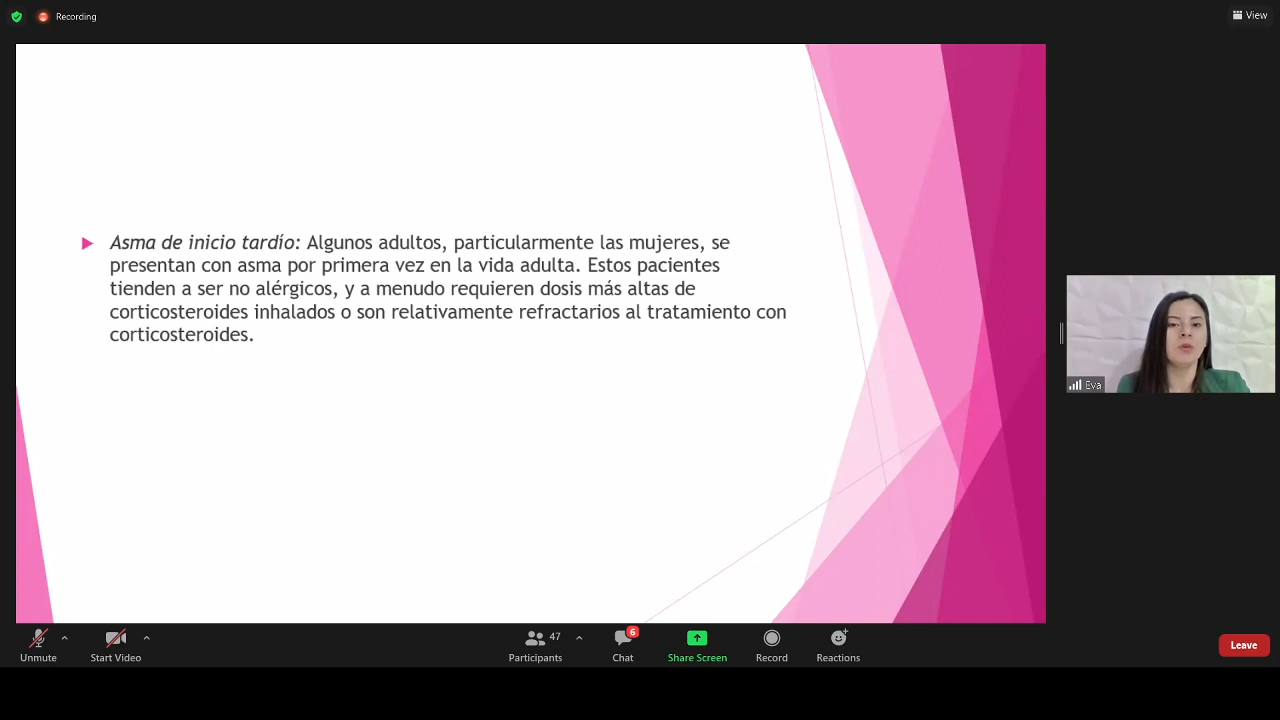 Recording
View
Asma de inicio tardío: Algunos adultos, particularmente las mujeres, se
presentan con asma por primera vez en la vida adulta. Estos pacientes
tienden a ser no alérgicos, y a menudo requieren dosis más altas de
corticosteroides inhalados o son relativamente refractarios al tratamiento con
corticosteroides.
Eva
47
6
Unmute
Start Video
Participants
Chat
Share Screen
Record
Reactions
Leave